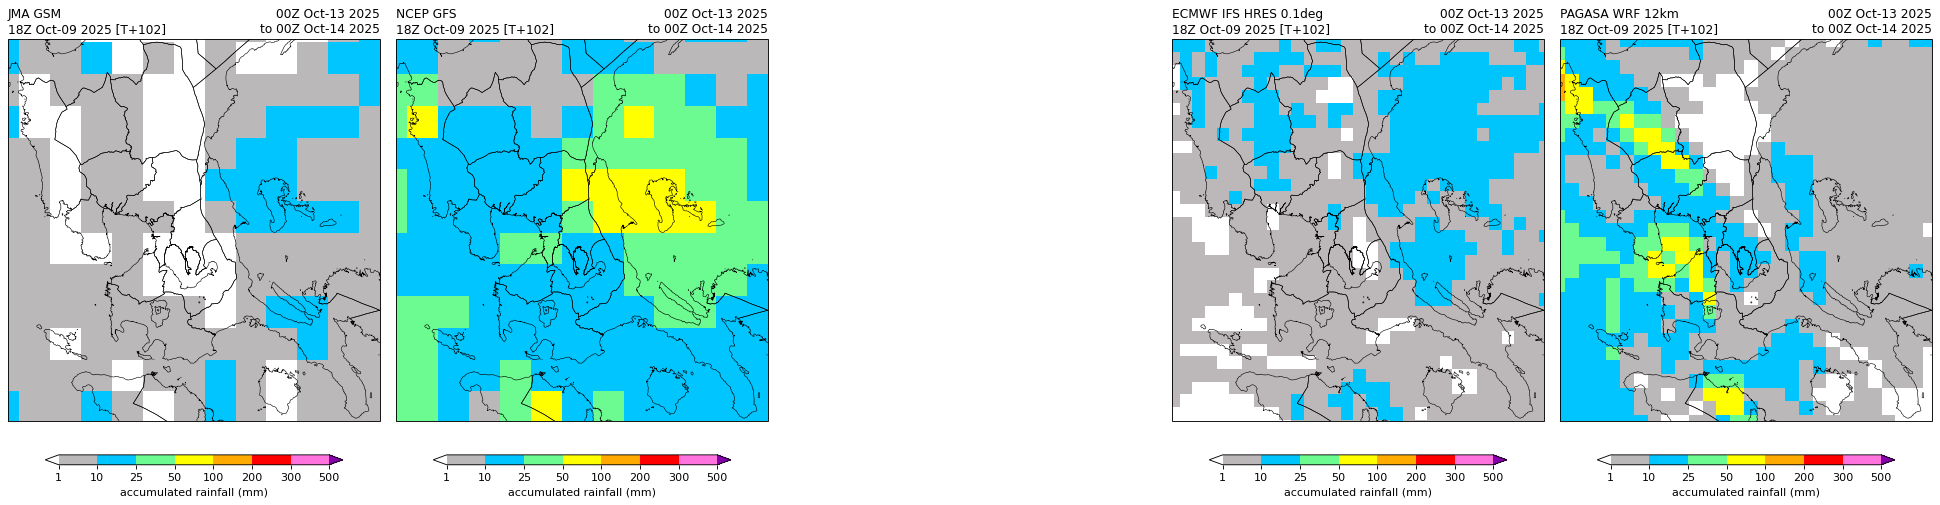 JMA GSM
18Z Oct-09 2025 [T+102]
00Z Oct-13 2025
to 00Z Oct-14 2025
1 10 25 50 100 200 300 500
accumulated rainfall (mm)
NCEP GFS
18Z Oct-09 2025 [T+102]
00Z Oct-13 2025
to 00Z Oct-14 2025
1 10 25 50 100 200 300 500
accumulated rainfall (mm)
ECMWF IFS HRES 0.1deg
18Z Oct-09 2025 [T+102]
00Z Oct-13 2025
to 00Z Oct-14 2025
1 10 25 50 100 200 300 500
accumulated rainfall (mm)
PAGASA WRF 12km
18Z Oct-09 2025 [T+102]
00Z Oct-13 2025
to 00Z Oct-14 2025
1 10 25 50 100 200 300 500
accumulated rainfall (mm)